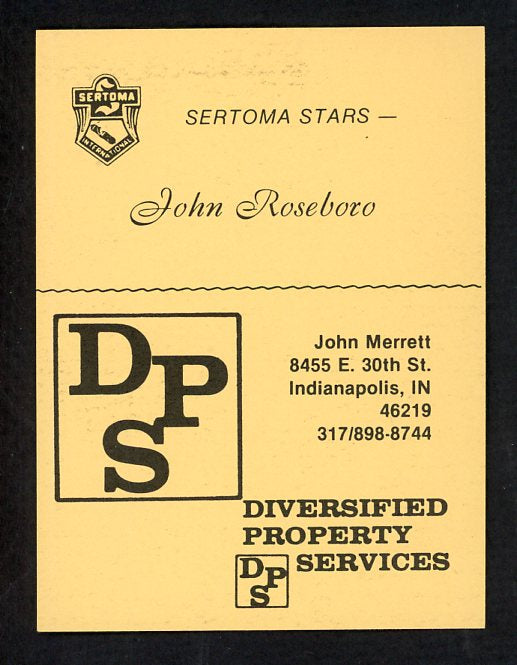 SERTOMA
INTERNATIONAL
SERTOMA STARS —
John Roseboro
DPS
John Merrett
8455 E. 30th St.
Indianapolis, IN
46219
317/898-8744
DIVERSIFIED
PROPERTY
SERVICES
DPS